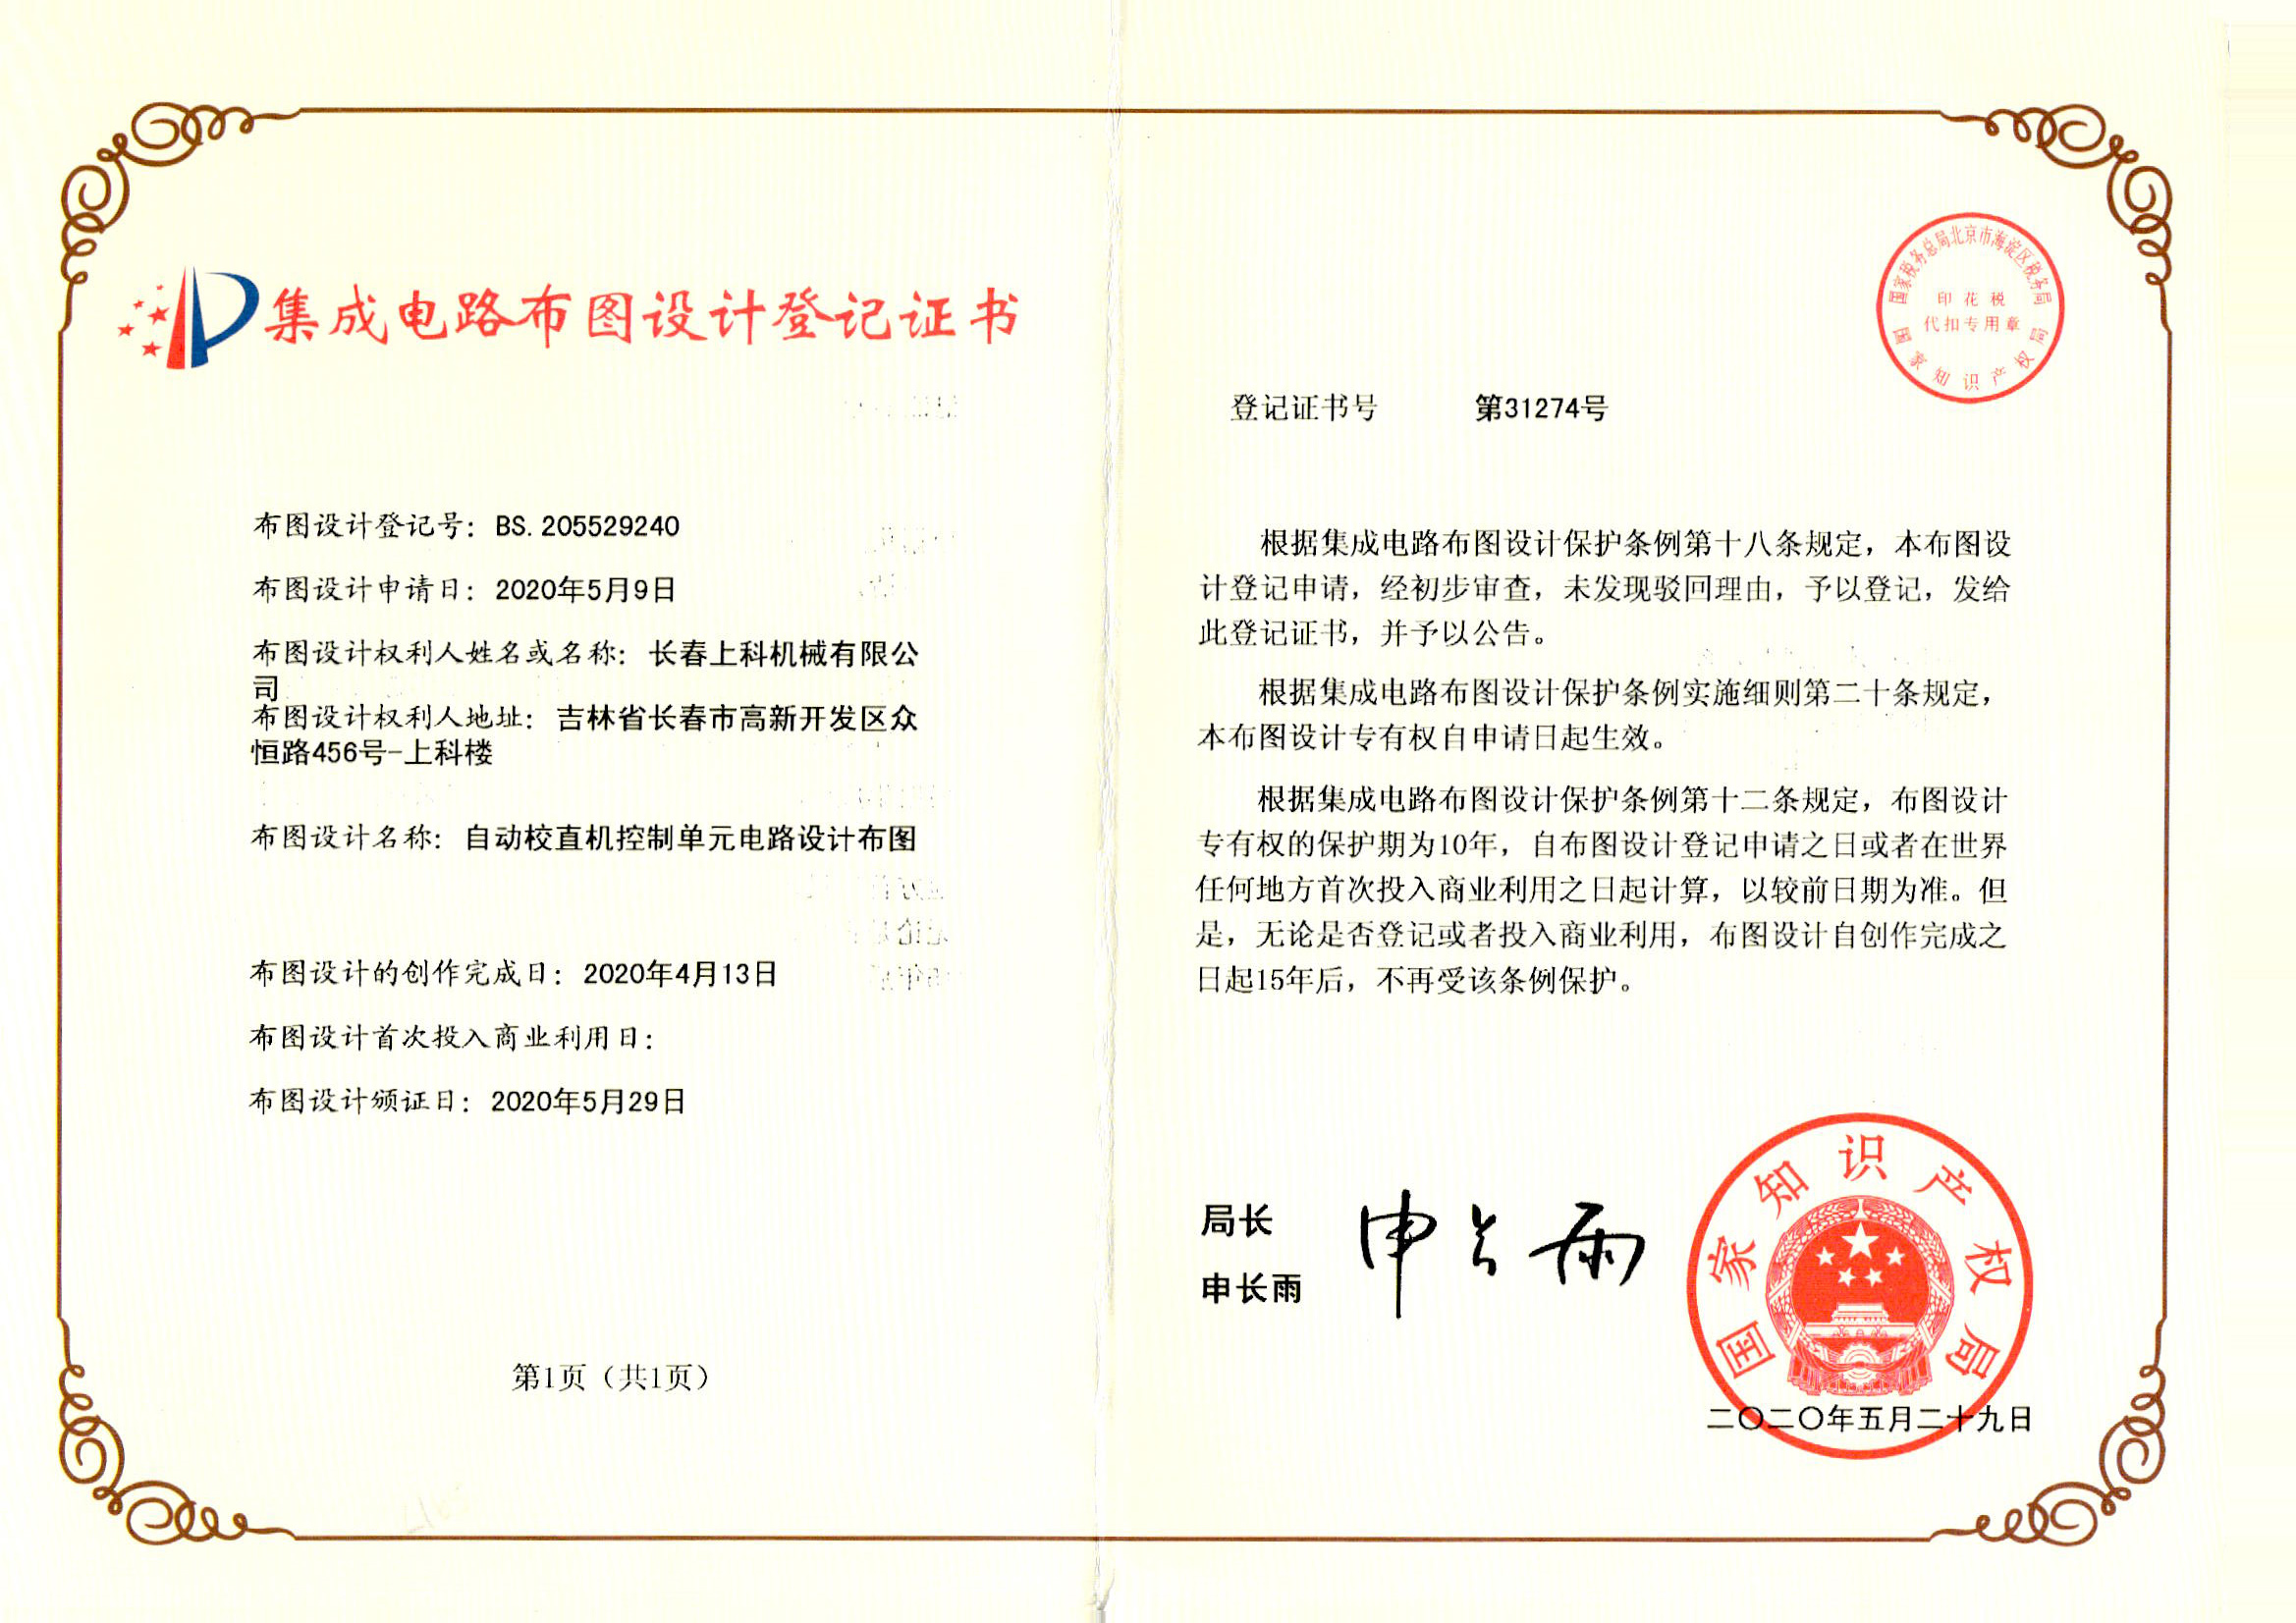 集成电路布图设计登记证书
布图设计登记号：BS.205529240
布图设计申请日：2020年5月9日
布图设计权利人姓名或名称：长春上科机械有限公
司
布图设计权利人地址：吉林省长春市高新开发区众
恒路456号-上科楼
布图设计名称：自动校直机控制单元电路设计布图
布图设计的创作完成日：2020年4月13日
布图设计首次投入商业利用日：
布图设计颁证日：2020年5月29日
第1页（共1页）
国家税务总局北京市海淀区税务局
印花税
代扣专用章
国家知识产权局
登记证书号 第31274号
根据集成电路布图设计保护条例第十八条规定，本布图设
计登记申请，经初步审查，未发现驳回理由，予以登记，发给
此登记证书，并予以公告。
根据集成电路布图设计保护条例实施细则第二十条规定，
本布图设计专有权自申请日起生效。
根据集成电路布图设计保护条例第十二条规定，布图设计
专有权的保护期为10年，自布图设计登记申请之日或者在世界
任何地方首次投入商业利用之日起计算，以较前日期为准。但
是，无论是否登记或者投入商业利用，布图设计自创作完成之
日起15年后，不再受该条例保护。
局长
申长雨
申长雨
国家知识产权局
二〇二〇年五月二十九日